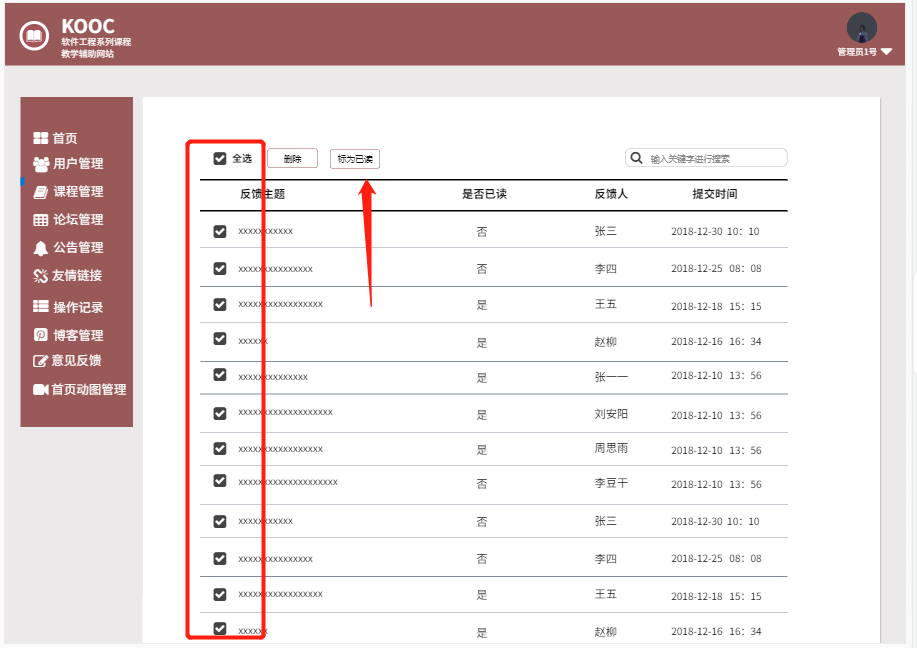 KOOC
软件工程系列课程
教学辅助网站
管理员1号
首页
用户管理
课程管理
论坛管理
公告管理
友情链接
操作记录
博客管理
意见反馈
首页动图管理
全选 删除 标为已读 输入关键字进行搜索
反馈主题 是否已读 反馈人 提交时间
xxxxxxxxxxx 否 张三 2018-12-30 10：10
xxxxxxxxxxxxxxx 否 李四 2018-12-25 08：08
xxxxxxxxxxxxxxxxx 是 王五 2018-12-18 15：15
xxxxxx 是 赵柳 2018-12-16 16：34
xxxxxxxxxxxxxx 是 张一一 2018-12-10 13：56
xxxxxxxxxxxxxxxxxxx 是 刘安阳 2018-12-10 13：56
xxxxxxxxxxxxxxxxx 是 周思雨 2018-12-10 13：56
xxxxxxxxxxxxxxxxxxxx 否 李豆干 2018-12-10 13：56
xxxxxxxxxxx 否 张三 2018-12-30 10：10
xxxxxxxxxxxxxxx 否 李四 2018-12-25 08：08
xxxxxxxxxxxxxxxxx 是 王五 2018-12-18 15：15
xxxxxx 是 赵柳 2018-12-16 16：34